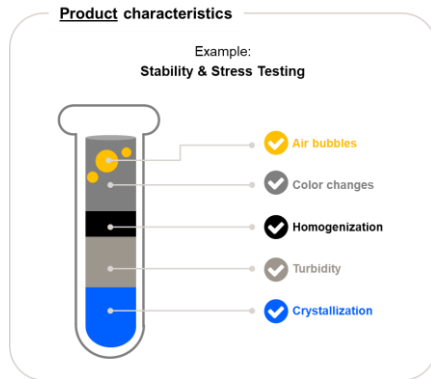 Product characteristics
Example:
Stability & Stress Testing
Air bubbles
Color changes
Homogenization
Turbidity
Crystallization